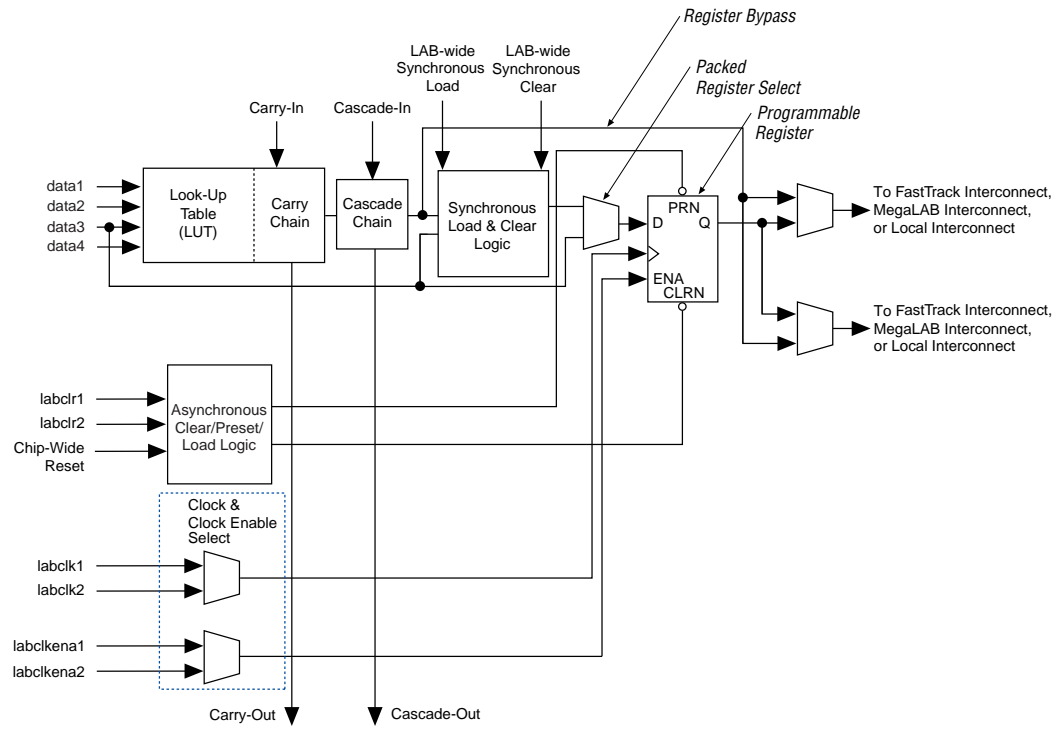 Register Bypass
LAB-wide
Synchronous
Load
LAB-wide
Synchronous
Clear
Packed
Register Select
Carry-In
Cascade-In
Programmable
Register
data1
data2
data3
data4
Look-Up
Table
(LUT)
Carry
Chain
Cascade
Chain
Synchronous
Load & Clear
Logic
PRN
D
Q
ENA
CLRN
To FastTrack Interconnect,
MegaLAB Interconnect,
or Local Interconnect
To FastTrack Interconnect,
MegaLAB Interconnect,
or Local Interconnect
labclr1
labclr2
Chip-Wide
Reset
Asynchronous
Clear/Preset/
Load Logic
Clock &
Clock Enable
Select
labclk1
labclk2
labclkena1
labclkena2
Carry-Out
Cascade-Out